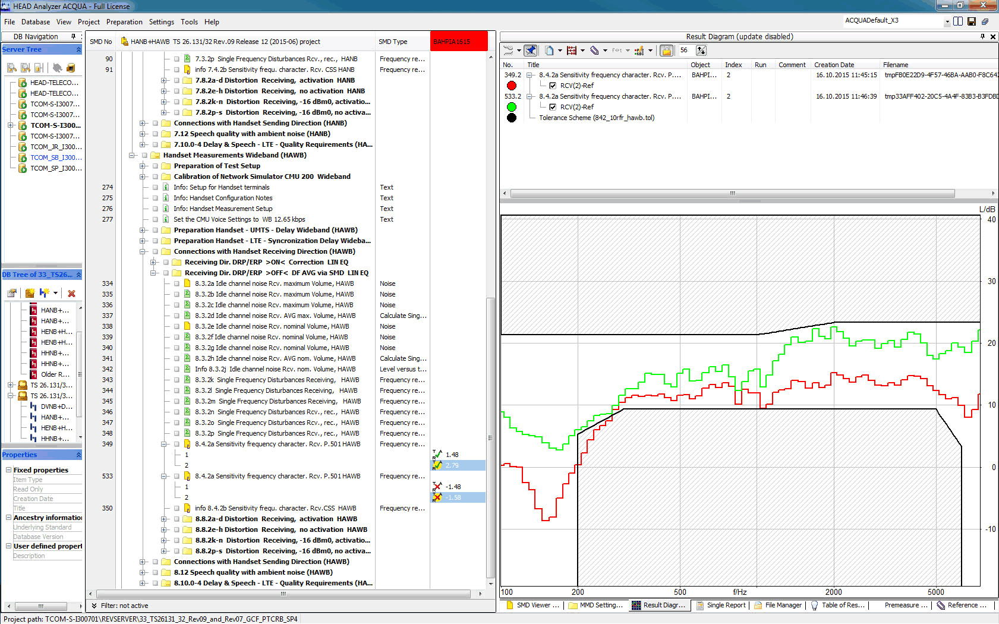 HEAD Analyzer ACQUA - Full License
File Database View Project Preparation Settings Tools Help
ACQUADefault_X3
DB Navigation
Server Tree
HEAD-TELECO...
HEAD-TELECO...
TCOM-S-I3007...
TCOM-S-I3007...
TCOM-S-I300...
TCOM-S-I3007...
TCOM_JR_I300...
TCOM_SB_I300...
TCOM_SP_I300...
DB Tree of 33_TS26...
HANB+...
HANB+...
HENB+H...
HENB+H...
HHNB+...
HHNB+...
Older R...
TS 26.131/3...
TS 26.131/3...
DVNB+D...
HANB+...
HENB+H...
HHNB+...
Properties
Fixed properties
Item Type
Read Only
Creation Date
Title
Ancestry information
Underlying Standard
Database Version
User defined propert
Description
SMD No HANB+HAWB TS 26.131/32 Rev.09 Release 12 (2015-06) project SMD Type BAHPIA1615
90 7.3.2p Single Frequency Disturbances Rcv., rec., HANB Frequency re...
91 info 7.4.2b Sensitivity frequ. character. Rcv. CSS HANB Frequency re...
7.8.2a-d Distortion Receiving, activation HANB
7.8.2e-h Distortion Receiving, no activation HANB
7.8.2k-n Distortion Receiving, -16 dBm0, activatio...
7.8.2p-s Distortion Receiving, -16 dBm0, no activa...
Connections with Handset Sending Direction (HANB)
7.12 Speech quality with ambient noise (HANB)
7.10.0-4 Delay & Speech - LTE - Quality Requirements (HA...
Handset Measurements Wideband (HAWB)
Preparation of Test Setup
Calibration of Network Simulator CMU 200 Wideband
274 Info: Setup for Handset terminals Text
275 Info: Handset Configuration Notes Text
276 Info: Handset Measurement Setup Text
277 Set the CMU Voice Settings to WB 12.65 kbps Text
Preparation Handset - UMTS - Delay Wideband (HAWB)
Preparation Handset - LTE - Syncronization Delay Wideba...
Connections with Handset Receiving Direction (HAWB)
Receiving Dir. DRP/ERP >ON< Correction LIN EQ
Receiving Dir. DRP/ERP >OFF< DF AVG via SMD LIN EQ
334 8.3.2a Idle channel noise Rcv. maximum Volume, HAWB Noise
335 8.3.2b Idle channel noise Rcv. maximum Volume, HAWB Noise
336 8.3.2c Idle channel noise Rcv. maximum Volume, HAWB Noise
337 8.3.2d Idle channel noise Rcv. AVG max. Volume, HAWB Calculate Sing...
338 8.3.2e Idle channel noise Rcv. nominal Volume, HAWB Noise
339 8.3.2f Idle channel noise Rcv. nominal Volume, HAWB Noise
340 8.3.2g Idle channel noise Rcv. nominal Volume, HAWB Noise
341 8.3.2h Idle channel noise Rcv. AVG nom. Volume, HAWB Calculate Sing...
342 Info 8.3.2j Idle channel noise Rcv. nom. Volume, HAWB Level versus t...
343 8.3.2k Single Frequency Disturbances Receiving, HAWB Frequency re...
344 8.3.2l Single Frequency Disturbances Receiving, HAWB Frequency re...
345 8.3.2m Single Frequency Disturbances Receiving, HAWB Frequency re...
346 8.3.2n Single Frequency Disturbances Rcv., rec., HAWB Frequency re...
347 8.3.2o Single Frequency Disturbances Rcv., rec., HAWB Frequency re...
348 8.3.2p Single Frequency Disturbances Rcv., rec., HAWB Frequency re...
349 8.4.2a Sensitivity frequency character. Rcv. P.501 HAWB Frequency re...
1 1.48
2 2.79
533 8.4.2a Sensitivity frequency character. Rcv. P.501 HAWB Frequency re...
1 -1.48
2 -1.58
350 info 8.4.2b Sensitivity frequ. character. Rcv.CSS HAWB Frequency re...
8.8.2a-d Distortion Receiving, activation HAWB
8.8.2e-h Distortion Receiving, no activation HAWB
8.8.2k-n Distortion Receiving, -16 dBm0, activatio...
8.8.2p-s Distortion Receiving, -16 dBm0, no activa...
Connections with Handset Sending Direction (HAWB)
8.12 Speech quality with ambient noise (HAWB)
8.10.0-4 Delay & Speech - LTE - Quality Requirements (HA...
Filter: not active
Result Diagram (update disabled)
56
No. Title Object Index Run Comment Creation Date Filename
349.2 8.4.2a Sensitivity frequency character. Rcv. P.... BAHPI... 2 16.10.2015 11:45:15 tmpFB0E22D9-4F57-46BA-AAB0-F8C642
RCV(2)-Ref
533.2 8.4.2a Sensitivity frequency character. Rcv. P.... BAHPI... 2 16.10.2015 11:46:39 tmp33AFF402-20C5-4A4F-83B3-B3FDBD
RCV(2)-Ref
Tolerance Scheme (842_10rfr_hawb.tol)
L/dB
40
30
20
10
0
-10
100 200 500 f/Hz 2000 5000
SMD Viewer ... MMD Setting... Result Diagr... Single Report File Manager Table of Res... Premeasure ... Reference ...
Project path: TCOM-S-I300701\REVSERVER\33_TS26131_32_Rev09_and_Rev07_GCF_PTCRB_SP4